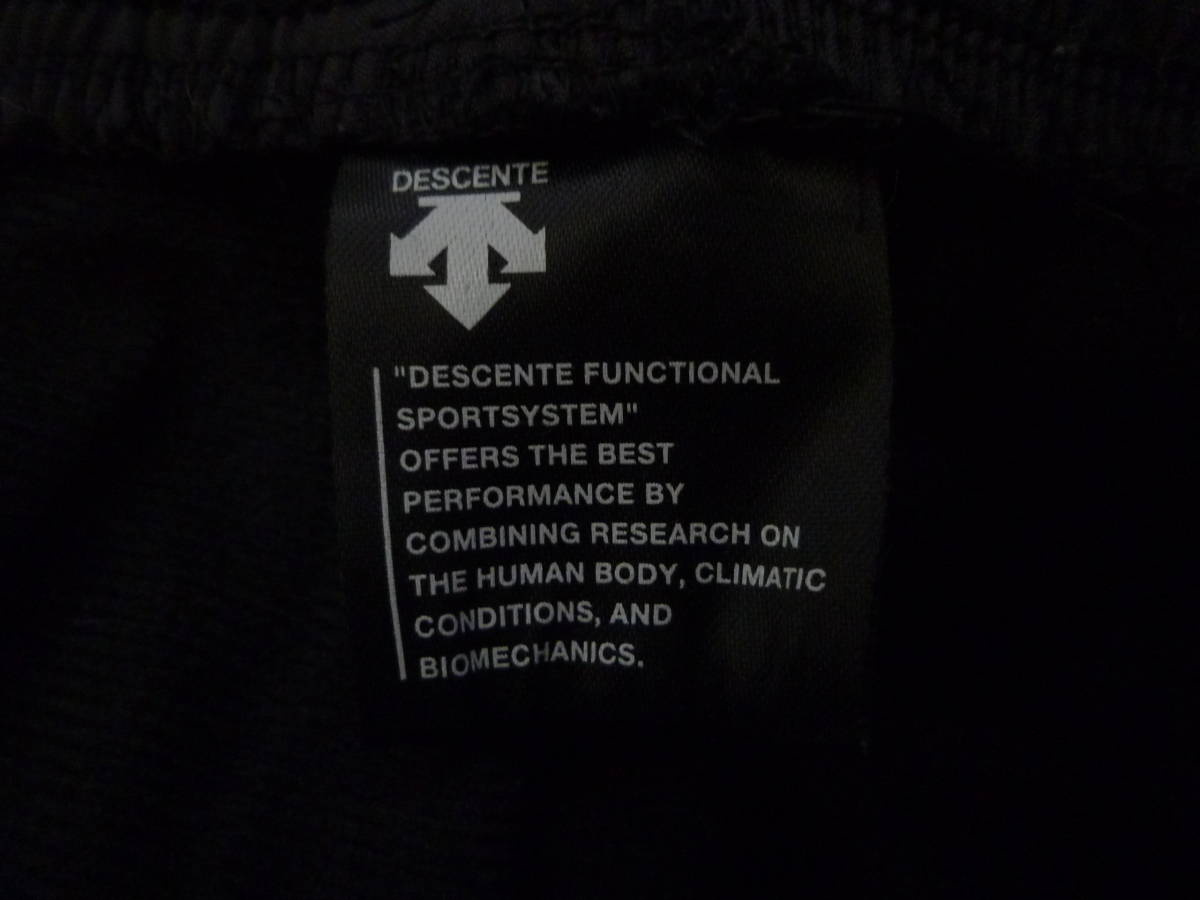 DESCENTE
"DESCENTE FUNCTIONAL
SPORTSYSTEM"
OFFERS THE BEST
PERFORMANCE BY
COMBINING RESEARCH ON
THE HUMAN BODY, CLIMATIC
CONDITIONS, AND
BIOMECHANICS.